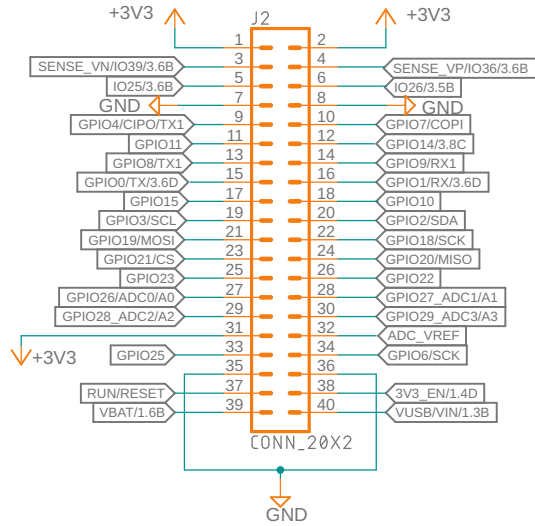 J2
+3V3 +3V3
1 2
SENSE_VN/IO39/3.6B 3 4 SENSE_VP/IO36/3.6B
IO25/3.6B 5 6 IO26/3.5B
GND 7 8 GND
GPIO4/CIPO/TX1 9 10 GPIO7/COPI
GPIO11 11 12 GPIO14/3.8C
GPIO8/TX1 13 14 GPIO9/RX1
GPIO0/TX/3.6D 15 16 GPIO1/RX/3.6D
GPIO15 17 18 GPIO10
GPIO3/SCL 19 20 GPIO2/SDA
GPIO19/MOSI 21 22 GPIO18/SCK
GPIO21/CS 23 24 GPIO20/MISO
GPIO23 25 26 GPIO22
GPIO26/ADC0/A0 27 28 GPIO27_ADC1/A1
GPIO28_ADC2/A2 29 30 GPIO29_ADC3/A3
31 32 ADC_VREF
+3V3
GPIO25 33 34 GPIO6/SCK
35 36
RUN/RESET 37 38 3V3_EN/1.4D
VBAT/1.6B 39 40 VUSB/VIN/1.3B
CONN_20X2
GND